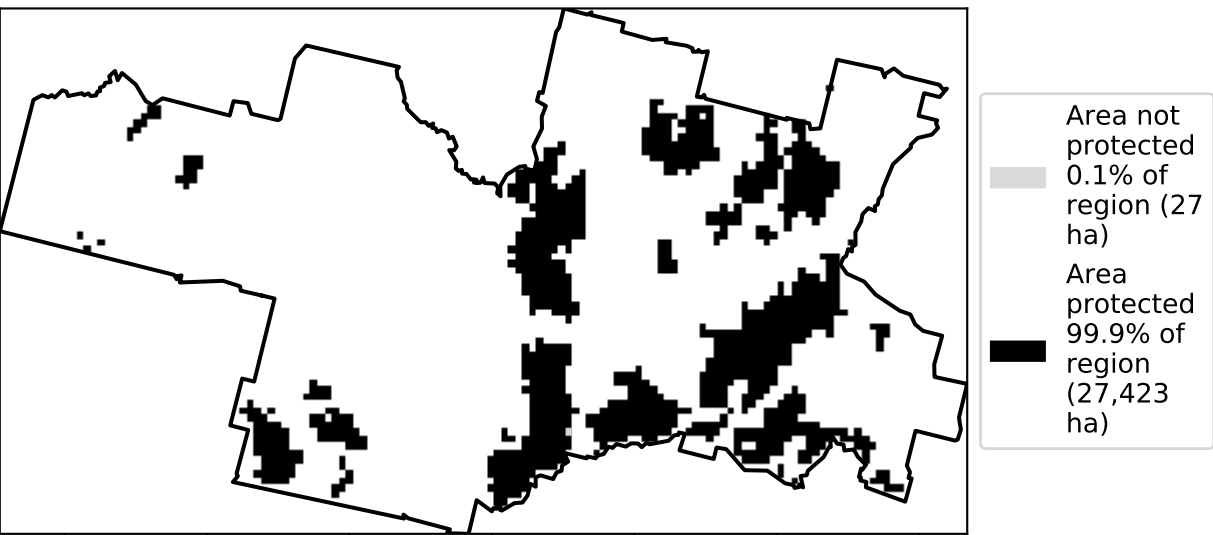 Area not
protected
0.1% of
region (27
ha)
Area
protected
99.9% of
region
(27,423
ha)